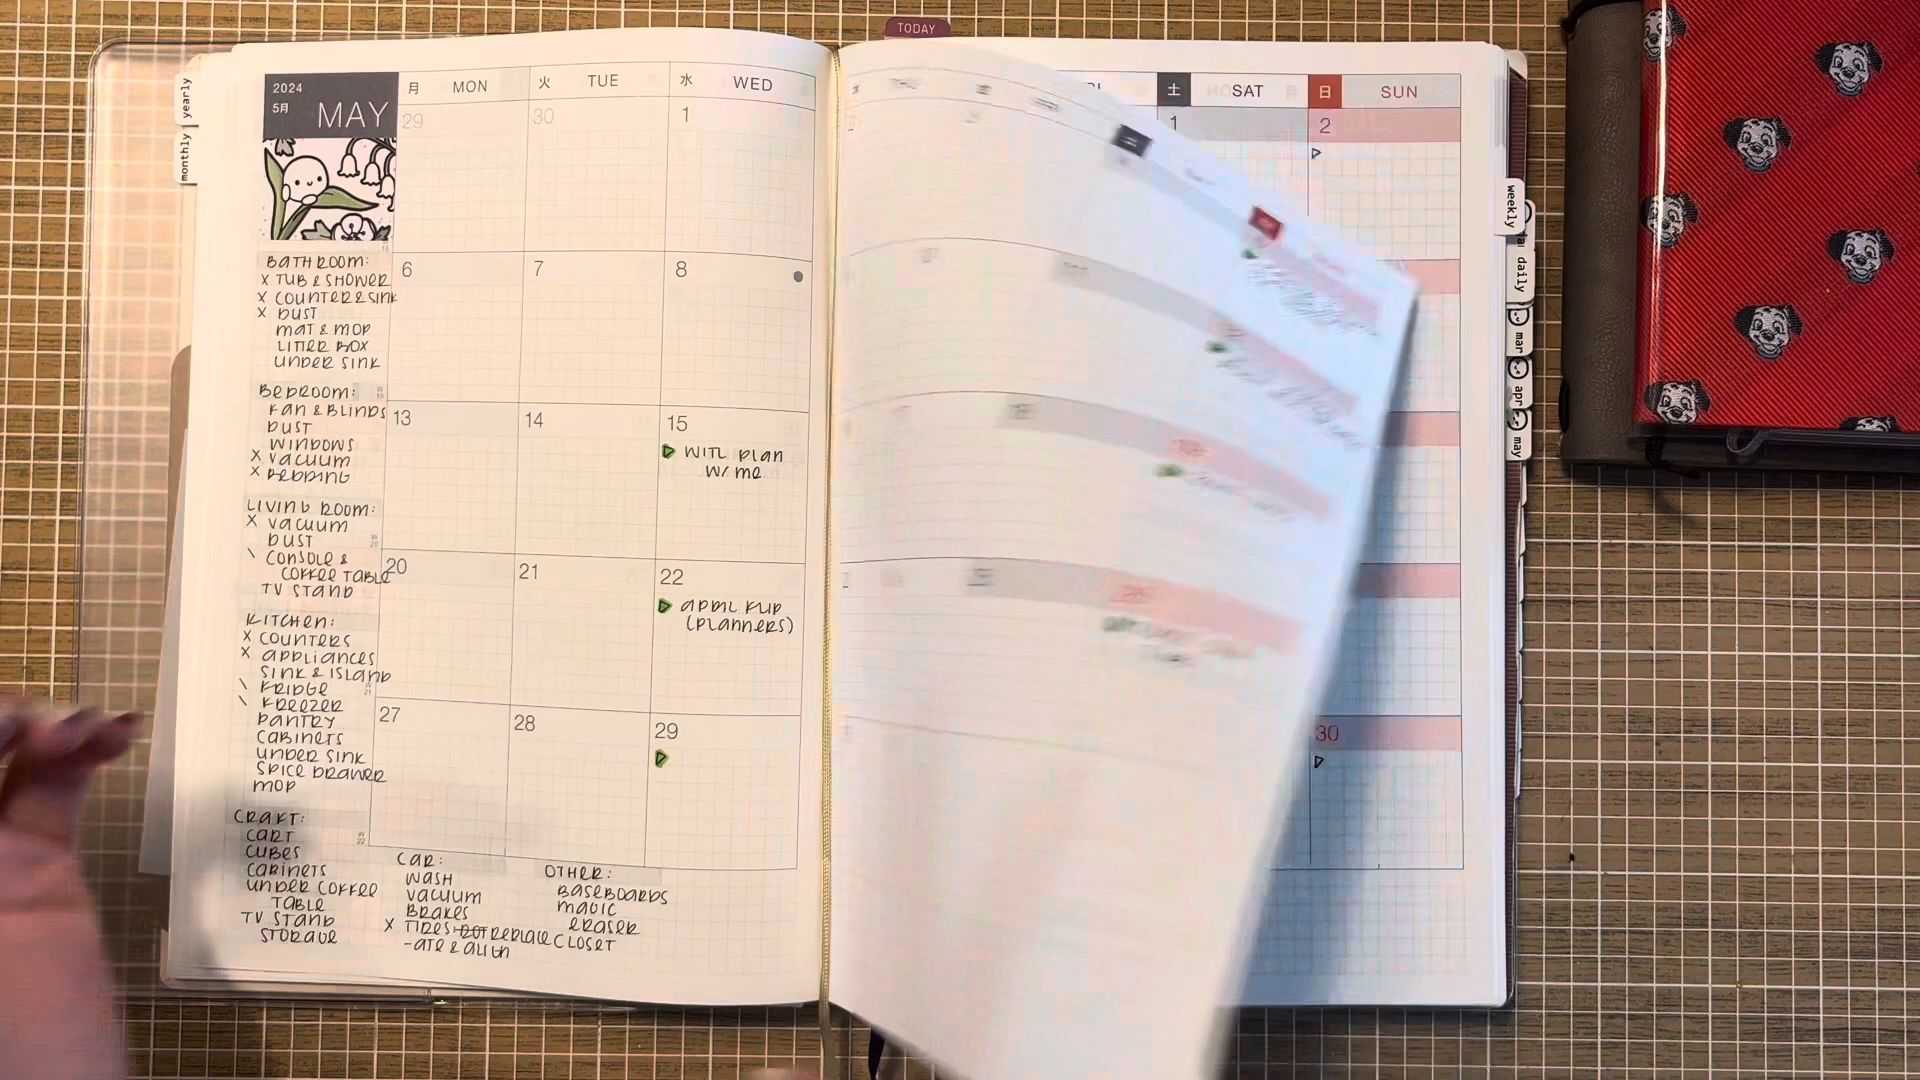 TODAY
yearly
monthly
2024
5月
MAY
月 MON
火 TUE
水 WED
29
30
1
6
7
8
13
14
15
WITL plan
w/ me
20
21
22
APRIL FLIP
(PLANNERS)
27
28
29
BATHROOM:
X TUB & SHOWER
X COUNTER & SINK
X DUST
MAT & MOP
LITTER BOX
UNDER SINK
BEDROOM:
FAN & BLINDS
DUST
WINDOWS
X VACUUM
X BEDDING
LIVING ROOM:
X VACUUM
DUST
\ CONSOLE &
COFFEE TABLE
TV STAND
KITCHEN:
X COUNTERS
X APPLIANCES
SINK & ISLAND
\ FRIDGE
\ FREEZER
PANTRY
CABINETS
UNDER SINK
SPICE DRAWER
MOP
CRAFT:
CART
CUBES
CABINETS
UNDER COFFEE
TABLE
TV STAND
STORAGE
CAR:
WASH
VACUUM
BRAKES
X TIRES - ROT REPLACE
- ATE & ALIGN
OTHER:
BASEBOARDS
MAGIC
ERASER
CLOSET
土 SAT
日 SUN
1
2
30
weekly
daily
mar
apr
may